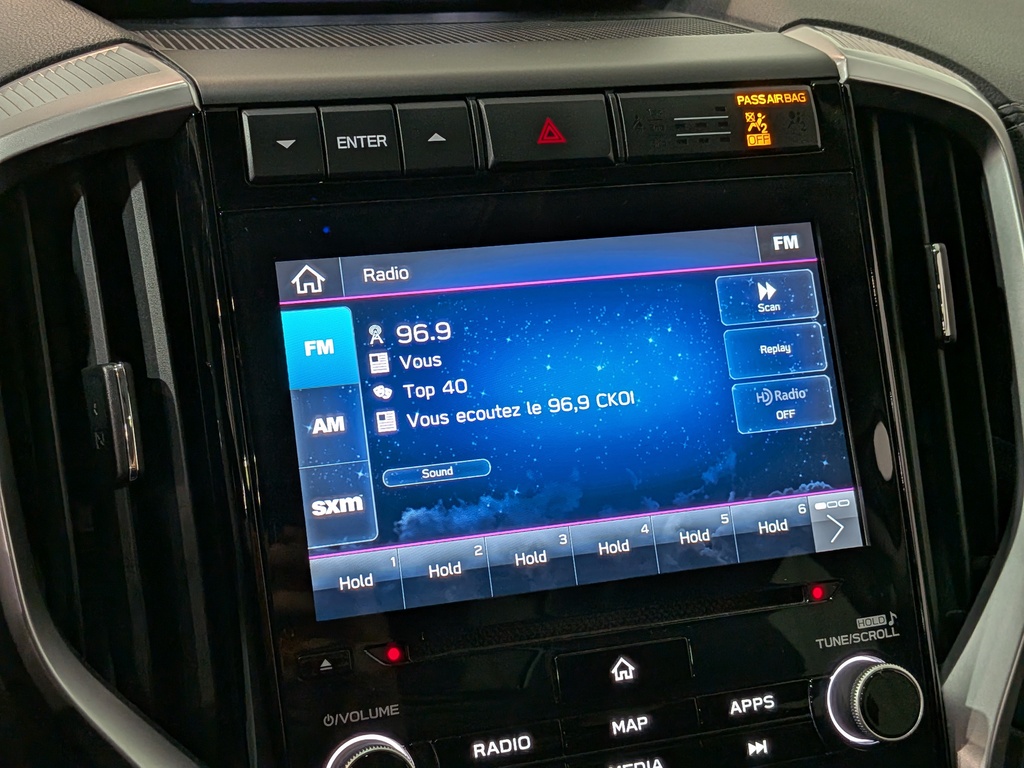 ENTER
PASS AIR BAG
2
OFF
Radio
FM
FM
96.9
Scan
Vous
Replay
Top 40
HD Radio
OFF
AM
Vous ecoutez le 96,9 CKOI
Sound
sxm
Hold 1
Hold 2
Hold 3
Hold 4
Hold 5
Hold 6
HOLD
TUNE/SCROLL
/VOLUME
RADIO
MAP
APPS
MEDIA